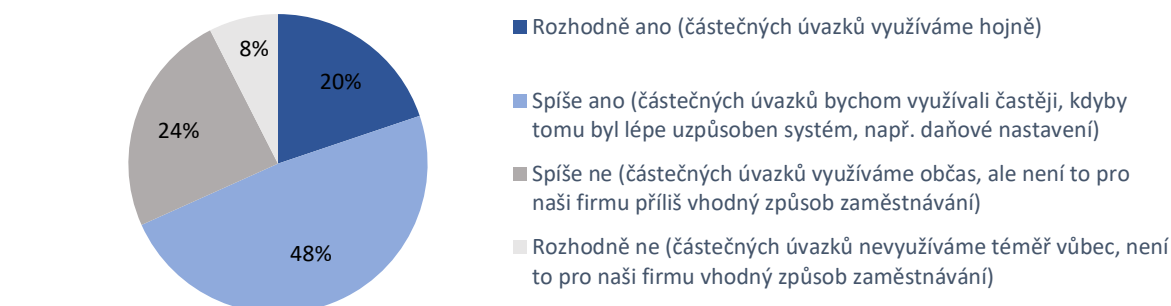 8%
20%
24%
48%
Rozhodně ano (částečných úvazků využíváme hojně)
Spíše ano (částečných úvazků bychom využívali častěji, kdyby
tomu byl lépe uzpůsoben systém, např. daňové nastavení)
Spíše ne (částečných úvazků využíváme občas, ale není to pro
naši firmu příliš vhodný způsob zaměstnávání)
Rozhodně ne (částečných úvazků nevyužíváme téměř vůbec, není
to pro naši firmu vhodný způsob zaměstnávání)